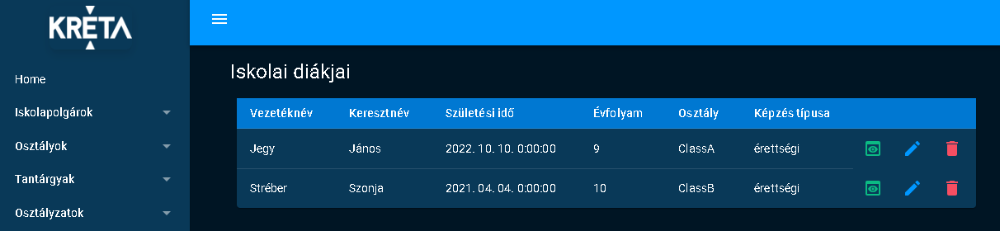 KRÉTA
Home
Iskolapolgárok
Osztályok
Tantárgyak
Osztályzatok
Iskolai diákjai
Vezetéknév Keresztnév Születési idő Évfolyam Osztály Képzés típusa
Jegy János 2022. 10. 10. 0:00:00 9 ClassA érettségi
Stréber Szonja 2021. 04. 04. 0:00:00 10 ClassB érettségi